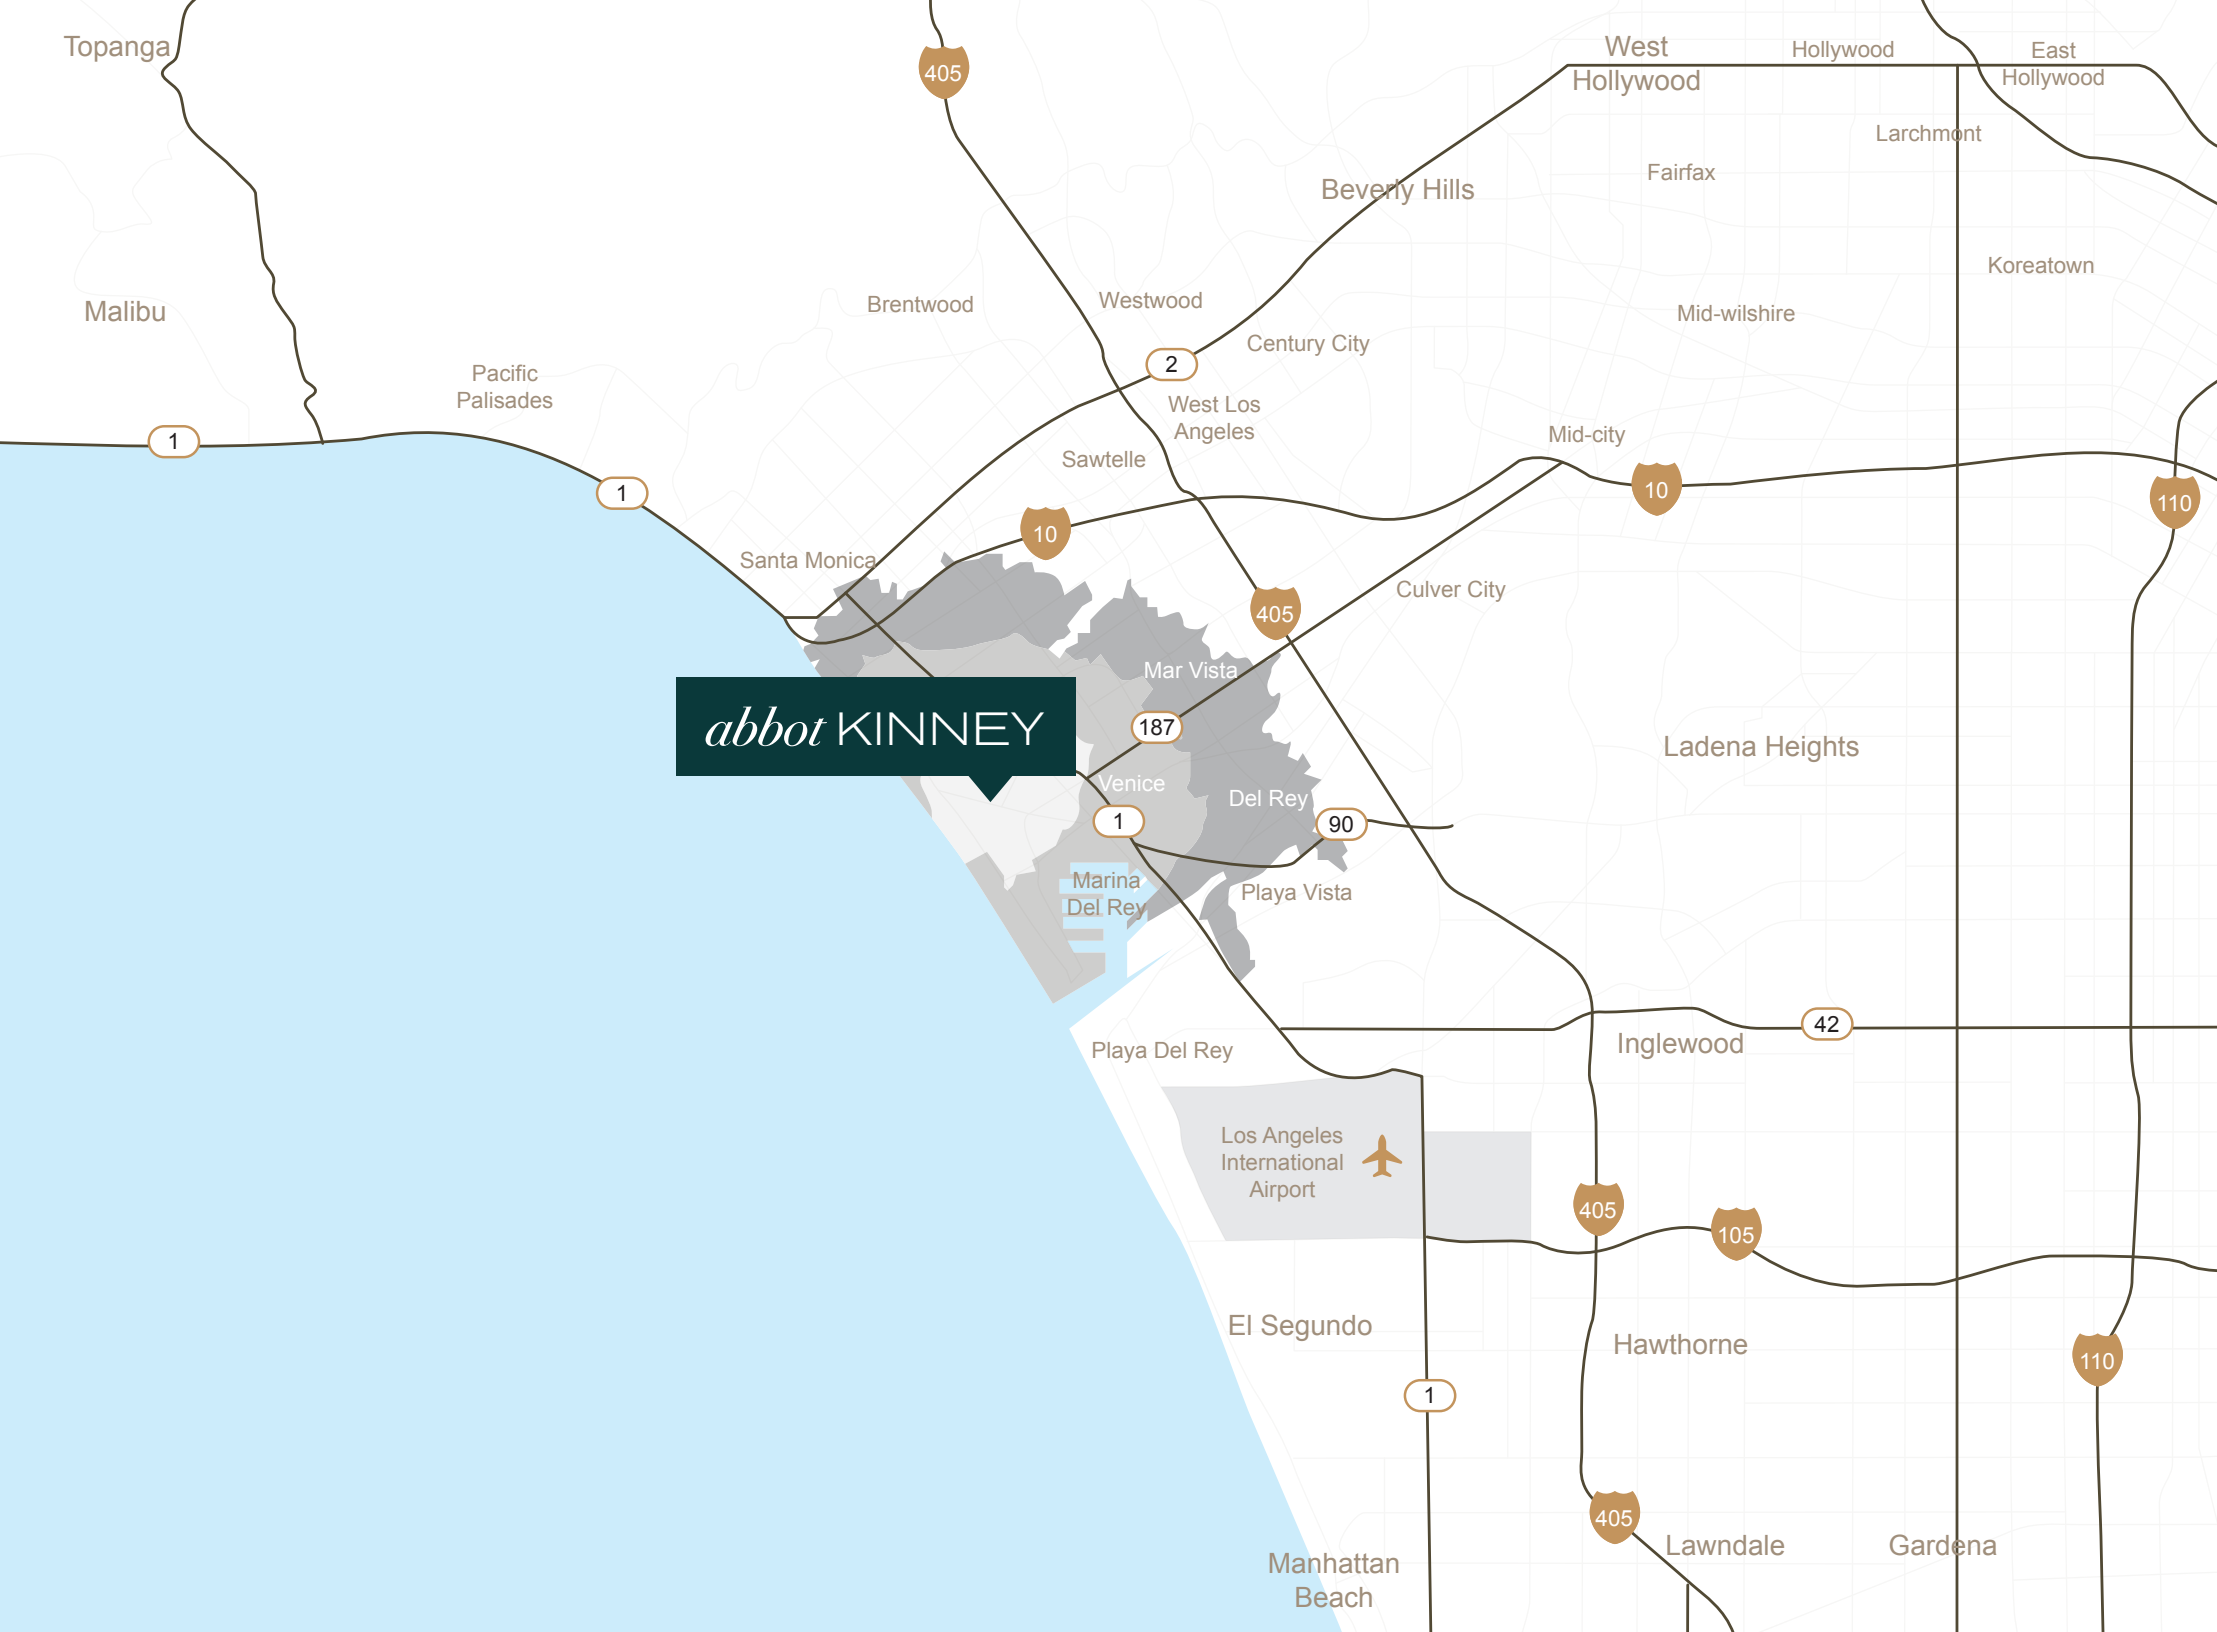 Topanga
405
West
Hollywood
Hollywood
East
Hollywood
Larchmont
Fairfax
Beverly Hills
Koreatown
Malibu
Brentwood
Westwood
Mid-wilshire
Century City
2
Pacific
Palisades
West Los
Angeles
Mid-city
1
Sawtelle
1
10
110
10
Santa Monica
Culver City
405
Mar Vista
abbot KINNEY
187
Ladena Heights
Venice
Del Rey
1
90
Marina
Del Rey
Playa Vista
42
Inglewood
Playa Del Rey
Los Angeles
International
Airport
405
105
El Segundo
Hawthorne
110
1
405
Lawndale
Gardena
Manhattan
Beach